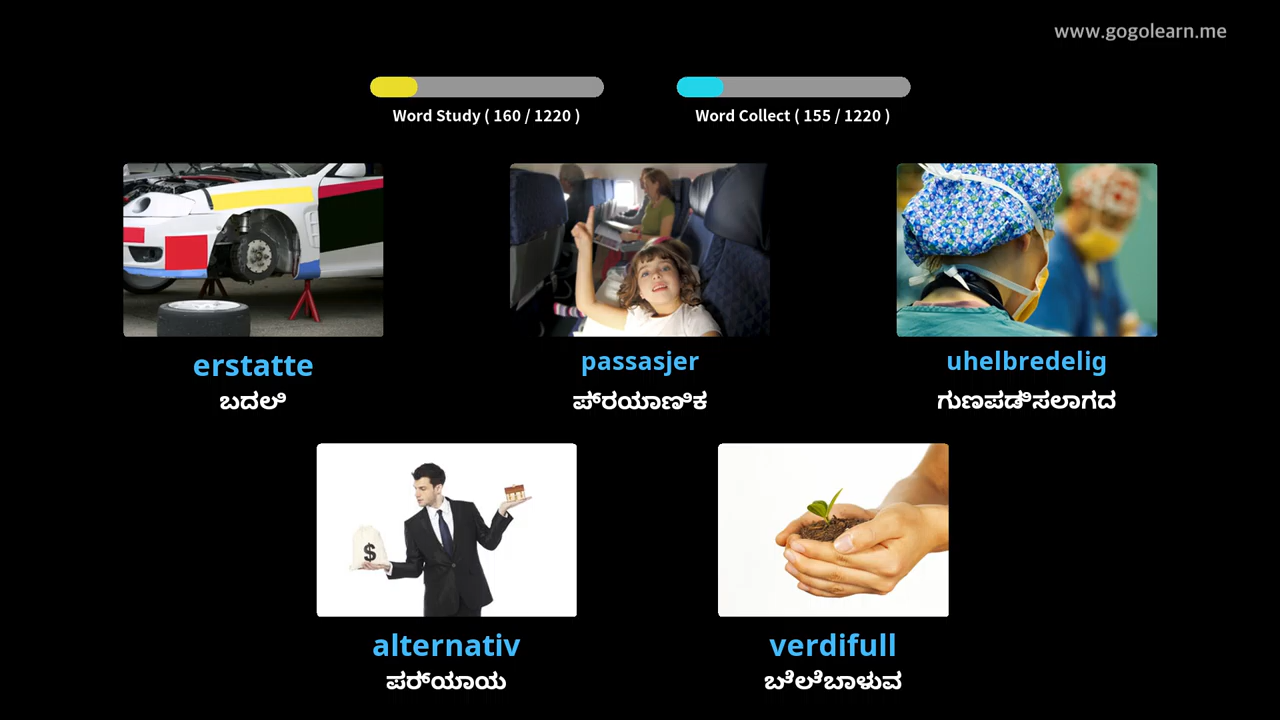 www.gogolearn.me
Word Study ( 160 / 1220 )
Word Collect ( 155 / 1220 )
erstatte
ಬದಲಿ
passasjer
ಪ್ರಯಾಣಿಕ
uhelbredelig
ಗುಣಪಡಿಸಲಾಗದ
$
alternativ
ಪರ್ಯಾಯ
verdifull
ಬೆಲೆಬಾಳುವ